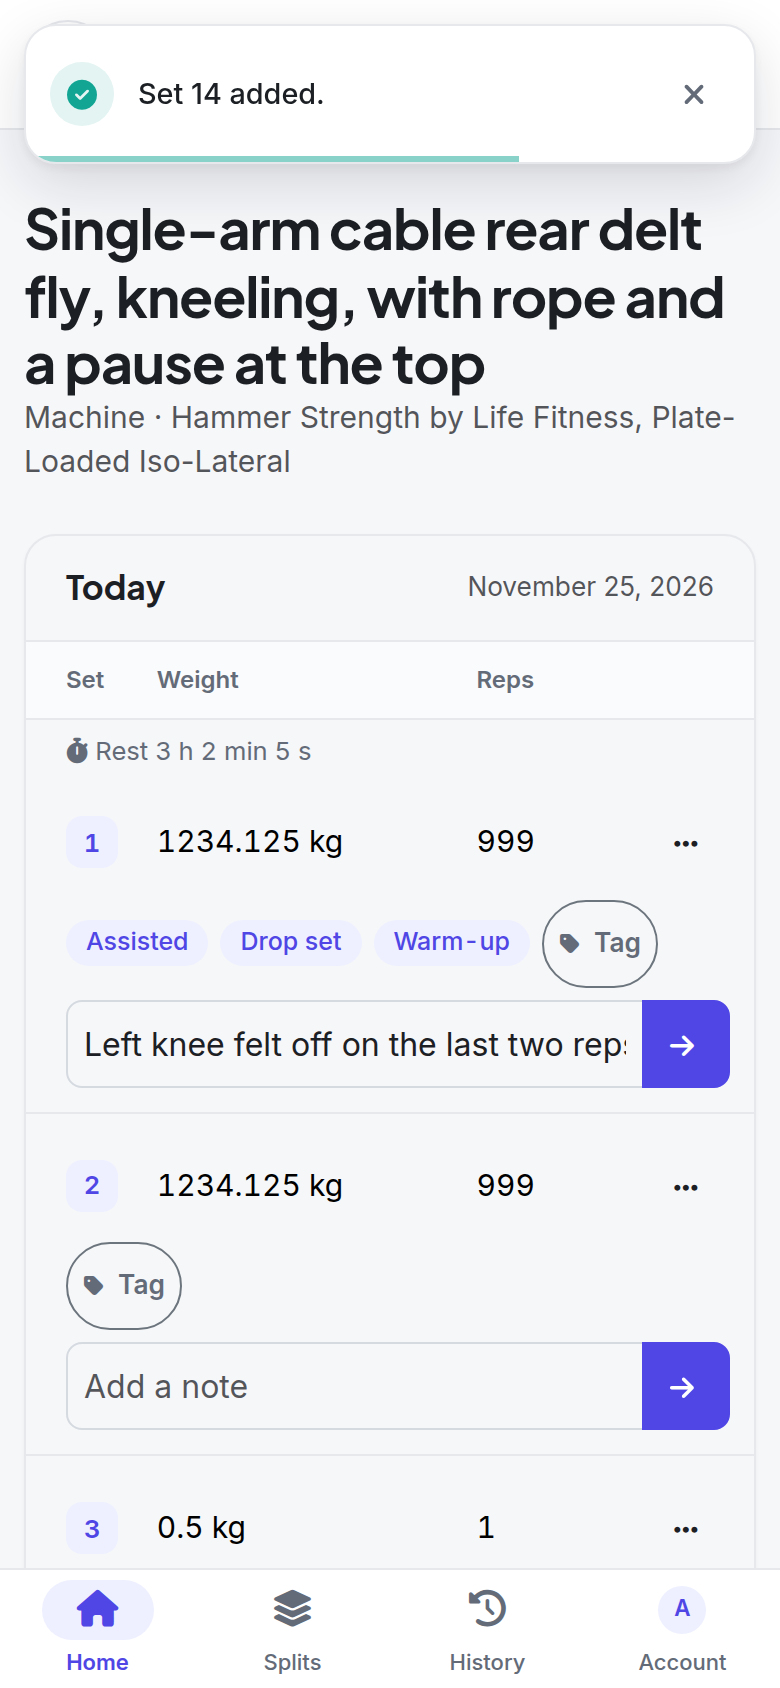 Set 14 added.
Single-arm cable rear delt
fly, kneeling, with rope and
a pause at the top
Machine · Hammer Strength by Life Fitness, Plate-
Loaded Iso-Lateral
Today November 25, 2026
Set Weight Reps
Rest 3 h 2 min 5 s
1 1234.125 kg 999
Assisted Drop set Warm-up Tag
Left knee felt off on the last two reps
2 1234.125 kg 999
Tag
Add a note
3 0.5 kg 1
Home Splits History A Account